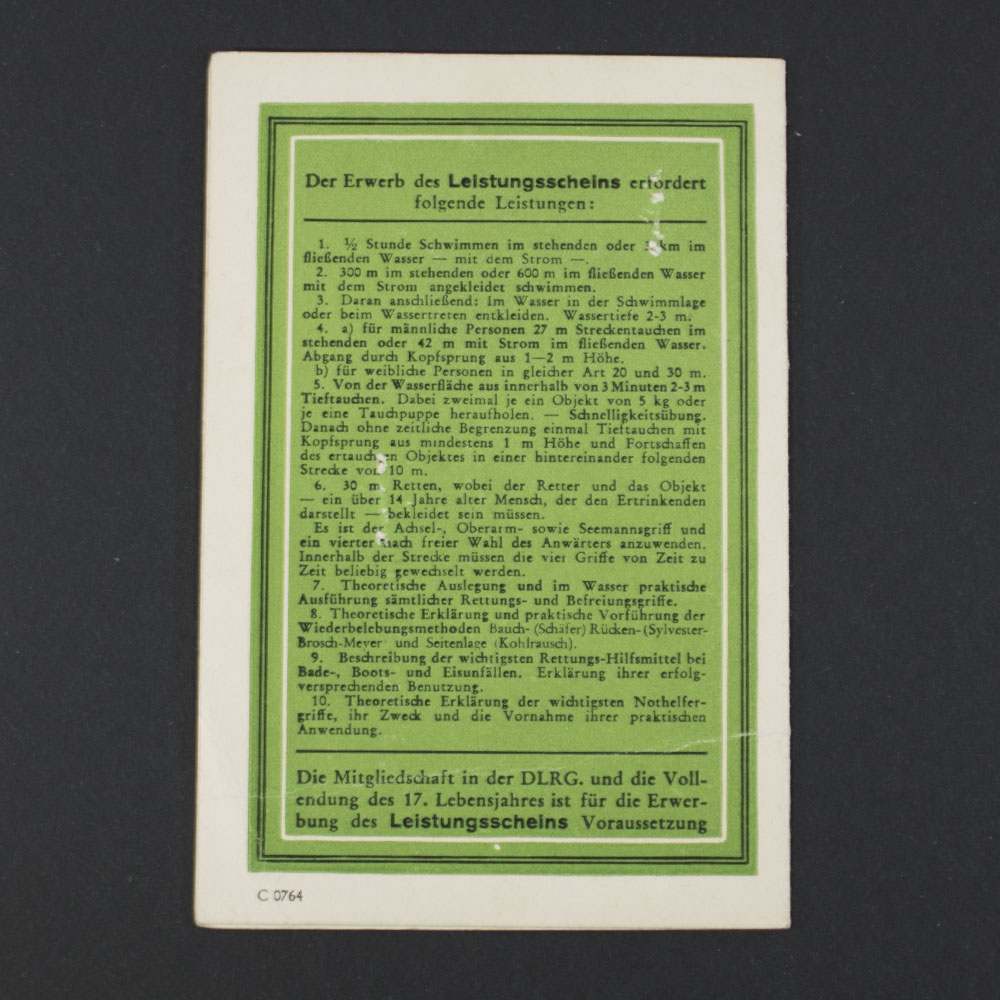 Der Erwerb des Leistungsscheins erfordert
folgende Leistungen:
1. ½ Stunde Schwimmen im stehenden oder km im
fließenden Wasser — mit dem Strom —.
2. 300 m im stehenden oder 600 m im fließenden Wasser
mit dem Strom angekleidet schwimmen.
3. Daran anschließend: Im Wasser in der Schwimmlage
oder beim Wassertreten entkleiden. Wassertiefe 2-3 m.
4. a) für männliche Personen 27 m Streckentauchen im
stehenden oder 42 m mit Strom im fließenden Wasser.
Abgang durch Kopfsprung aus 1—2 m Höhe.
b) für weibliche Personen in gleicher Art 20 und 30 m.
5. Von der Wasserfläche aus innerhalb von 3 Minuten 2-3 m
Tieftauchen. Dabei zweimal je ein Objekt von 5 kg oder
je eine Tauchpuppe heraufholen. — Schnelligkeitsübung.
Danach ohne zeitliche Begrenzung einmal Tieftauchen mit
Kopfsprung aus mindestens 1 m Höhe und Fortschaffen
des ertauchten Objektes in einer hintereinander folgenden
Strecke von 10 m.
6. 30 m Retten, wobei der Retter und das Objekt
— ein über 14 Jahre alter Mensch, der den Ertrinkenden
darstellt — bekleidet sein müssen.
Es ist der Achsel-, Oberarm- sowie Seemannsgriff und
ein vierter nach freier Wahl des Anwärters anzuwenden.
Innerhalb der Strecke müssen die vier Griffe von Zeit zu
Zeit beliebig gewechselt werden.
7. Theoretische Auslegung und im Wasser praktische
Ausführung sämtlicher Rettungs- und Befreiungsgriffe.
8. Theoretische Erklärung und praktische Vorführung der
Wiederbelebungsmethoden Bauch- (Schäfer) Rücken- (Sylvester-
Brosch-Meyer) und Seitenlage (Kohlrausch).
9. Beschreibung der wichtigsten Rettungs-Hilfsmittel bei
Bade-, Boots- und Eisunfällen. Erklärung ihrer erfolg-
versprechenden Benutzung.
10. Theoretische Erklärung der wichtigsten Nothelfer-
griffe, ihr Zweck und die Vornahme ihrer praktischen
Anwendung.
Die Mitgliedschaft in der DLRG. und die Voll-
endung des 17. Lebensjahres ist für die Erwer-
bung des Leistungsscheins Voraussetzung
C 0764